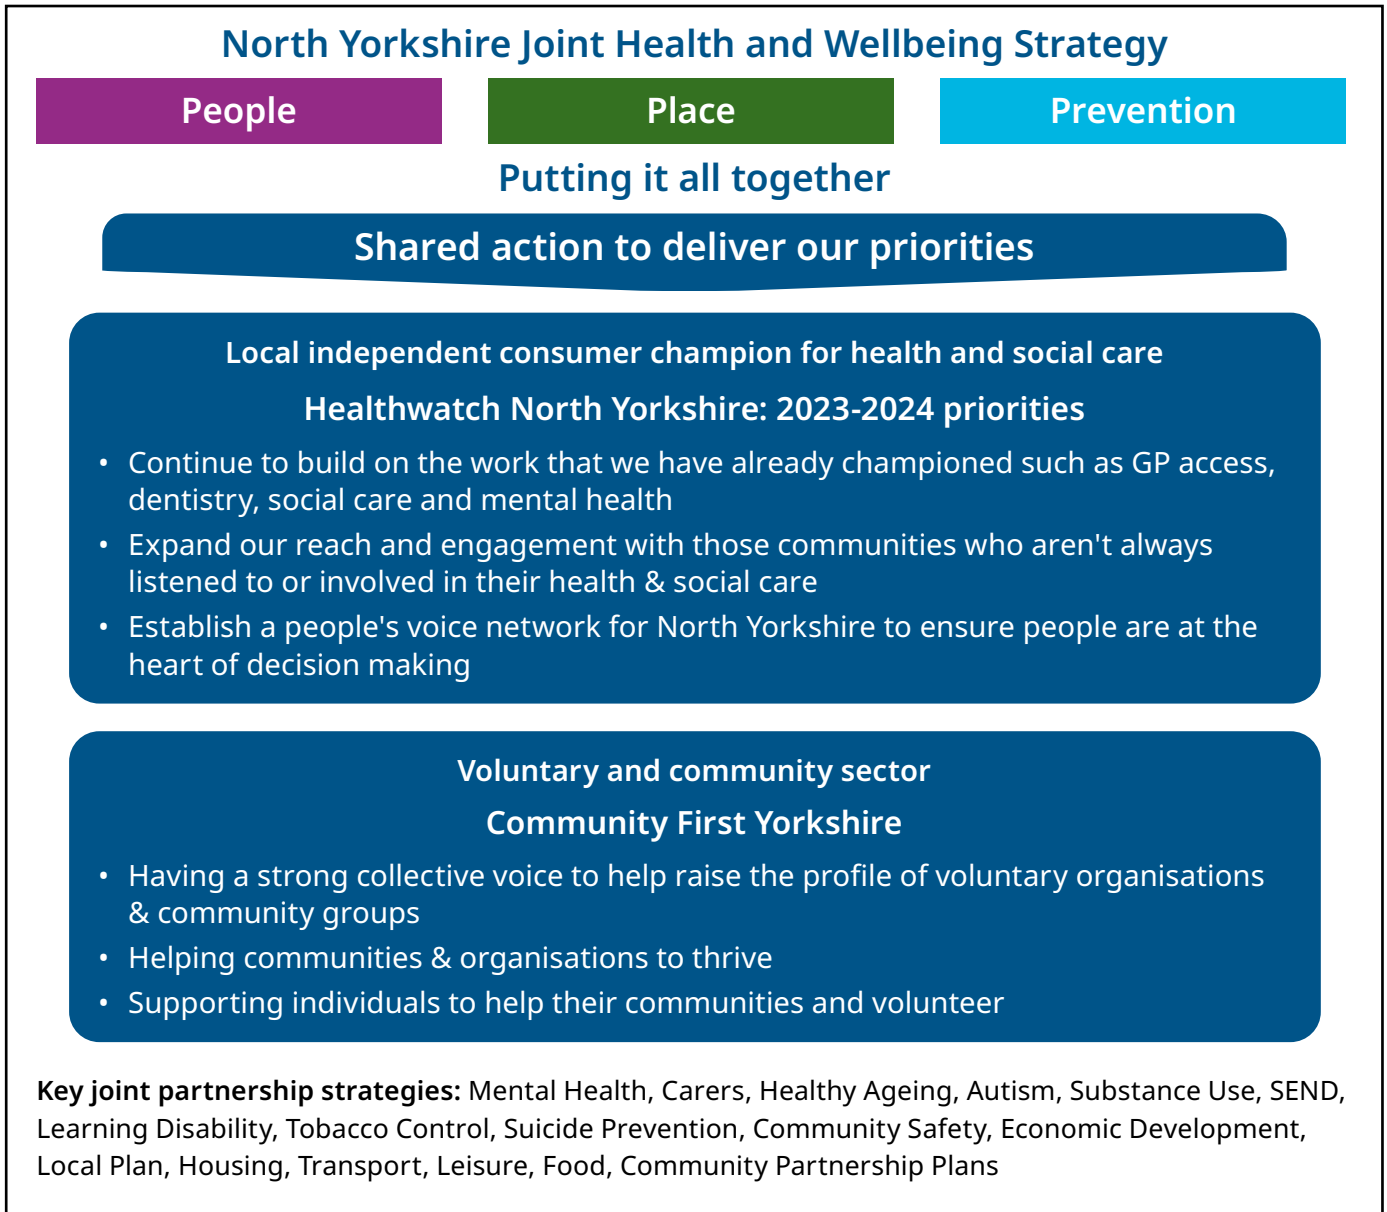 North Yorkshire Joint Health and Wellbeing Strategy
People
Place
Prevention
Putting it all together
Shared action to deliver our priorities
Local independent consumer champion for health and social care
Healthwatch North Yorkshire: 2023-2024 priorities
• Continue to build on the work that we have already championed such as GP access,
dentistry, social care and mental health
• Expand our reach and engagement with those communities who aren't always
listened to or involved in their health & social care
• Establish a people's voice network for North Yorkshire to ensure people are at the
heart of decision making
Voluntary and community sector
Community First Yorkshire
• Having a strong collective voice to help raise the profile of voluntary organisations
& community groups
• Helping communities & organisations to thrive
• Supporting individuals to help their communities and volunteer
Key joint partnership strategies: Mental Health, Carers, Healthy Ageing, Autism, Substance Use, SEND,
Learning Disability, Tobacco Control, Suicide Prevention, Community Safety, Economic Development,
Local Plan, Housing, Transport, Leisure, Food, Community Partnership Plans